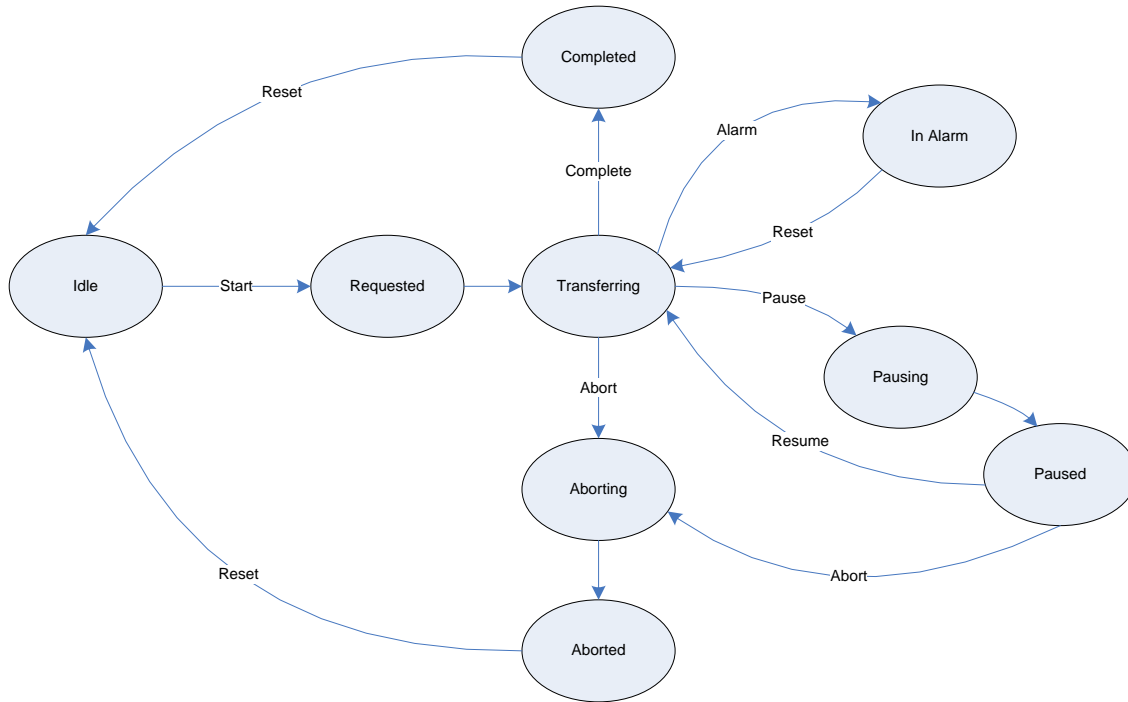 Completed
Reset
Alarm
In Alarm
Complete
Reset
Idle
Start
Requested
Transferring
Pause
Pausing
Abort
Resume
Paused
Aborting
Reset
Abort
Aborted